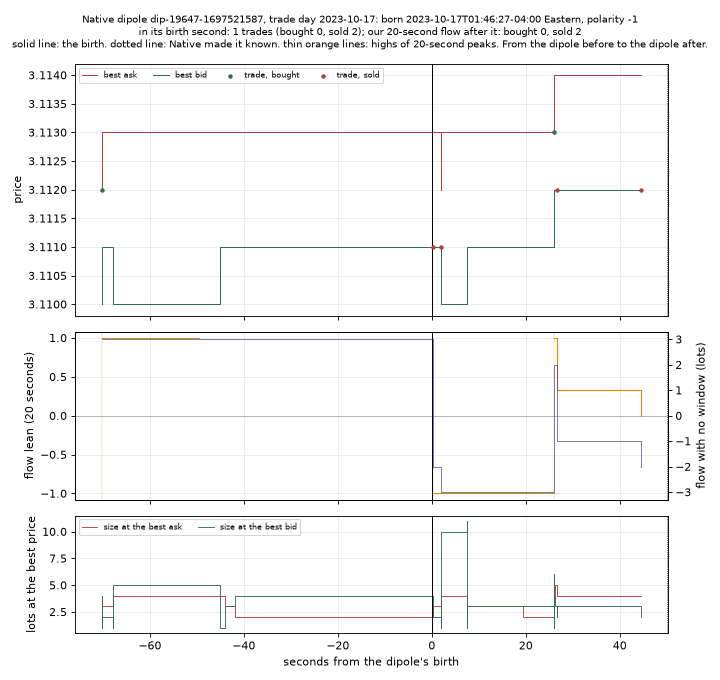 Native dipole dip-19647-1697521587, trade day 2023-10-17: born 2023-10-17T01:46:27-04:00 Eastern, polarity -1
in its birth second: 1 trades (bought 0, sold 2); our 20-second flow after it: bought 0, sold 2
solid line: the birth. dotted line: Native made it known. thin orange lines: highs of 20-second peaks. From the dipole before to the dipole after.
best ask best bid trade, bought trade, sold
3.1140
3.1135
3.1130
3.1125
3.1120
3.1115
3.1110
3.1105
3.1100
price
1.0
0.5
0.0
−0.5
−1.0
flow lean (20 seconds)
3
2
1
0
−1
−2
−3
flow with no window (lots)
size at the best ask size at the best bid
10.0
7.5
5.0
2.5
lots at the best price
−60 −40 −20 0 20 40
seconds from the dipole's birth